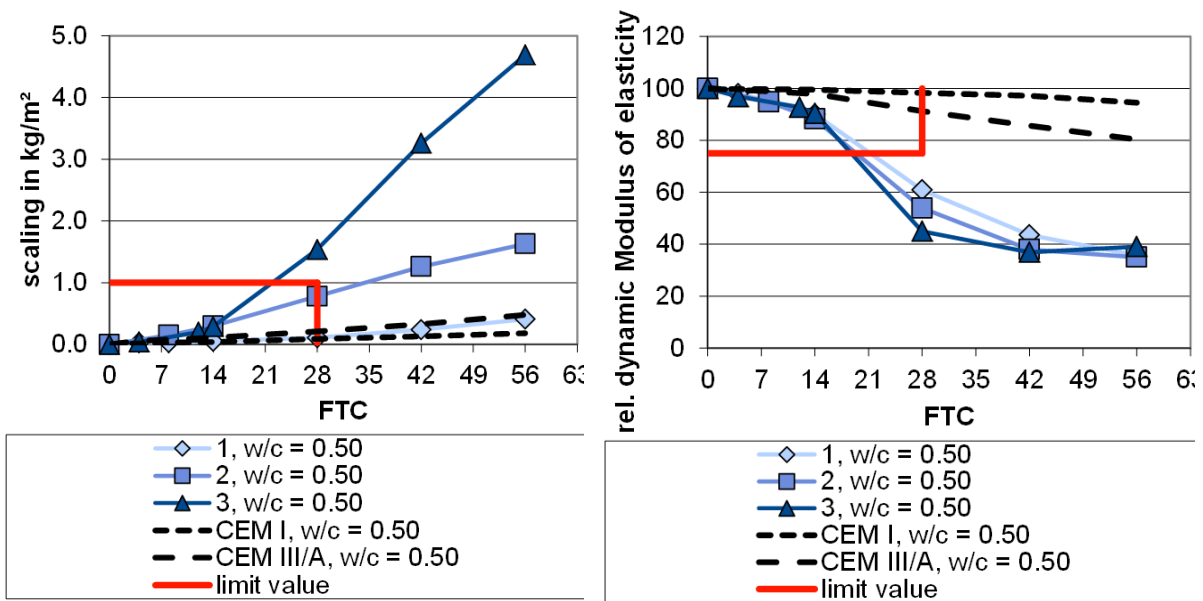 scaling in kg/m²
5.0
4.0
3.0
2.0
1.0
0.0
0 7 14 21 28 35 42 49 56 63
FTC
1, w/c = 0.50
2, w/c = 0.50
3, w/c = 0.50
CEM I, w/c = 0.50
CEM III/A, w/c = 0.50
limit value
rel. dynamic Modulus of elasticity
120
100
80
60
40
20
0
0 7 14 21 28 35 42 49 56 63
FTC
1, w/c = 0.50
2, w/c = 0.50
3, w/c = 0.50
CEM I, w/c = 0.50
CEM III/A, w/c = 0.50
limit value